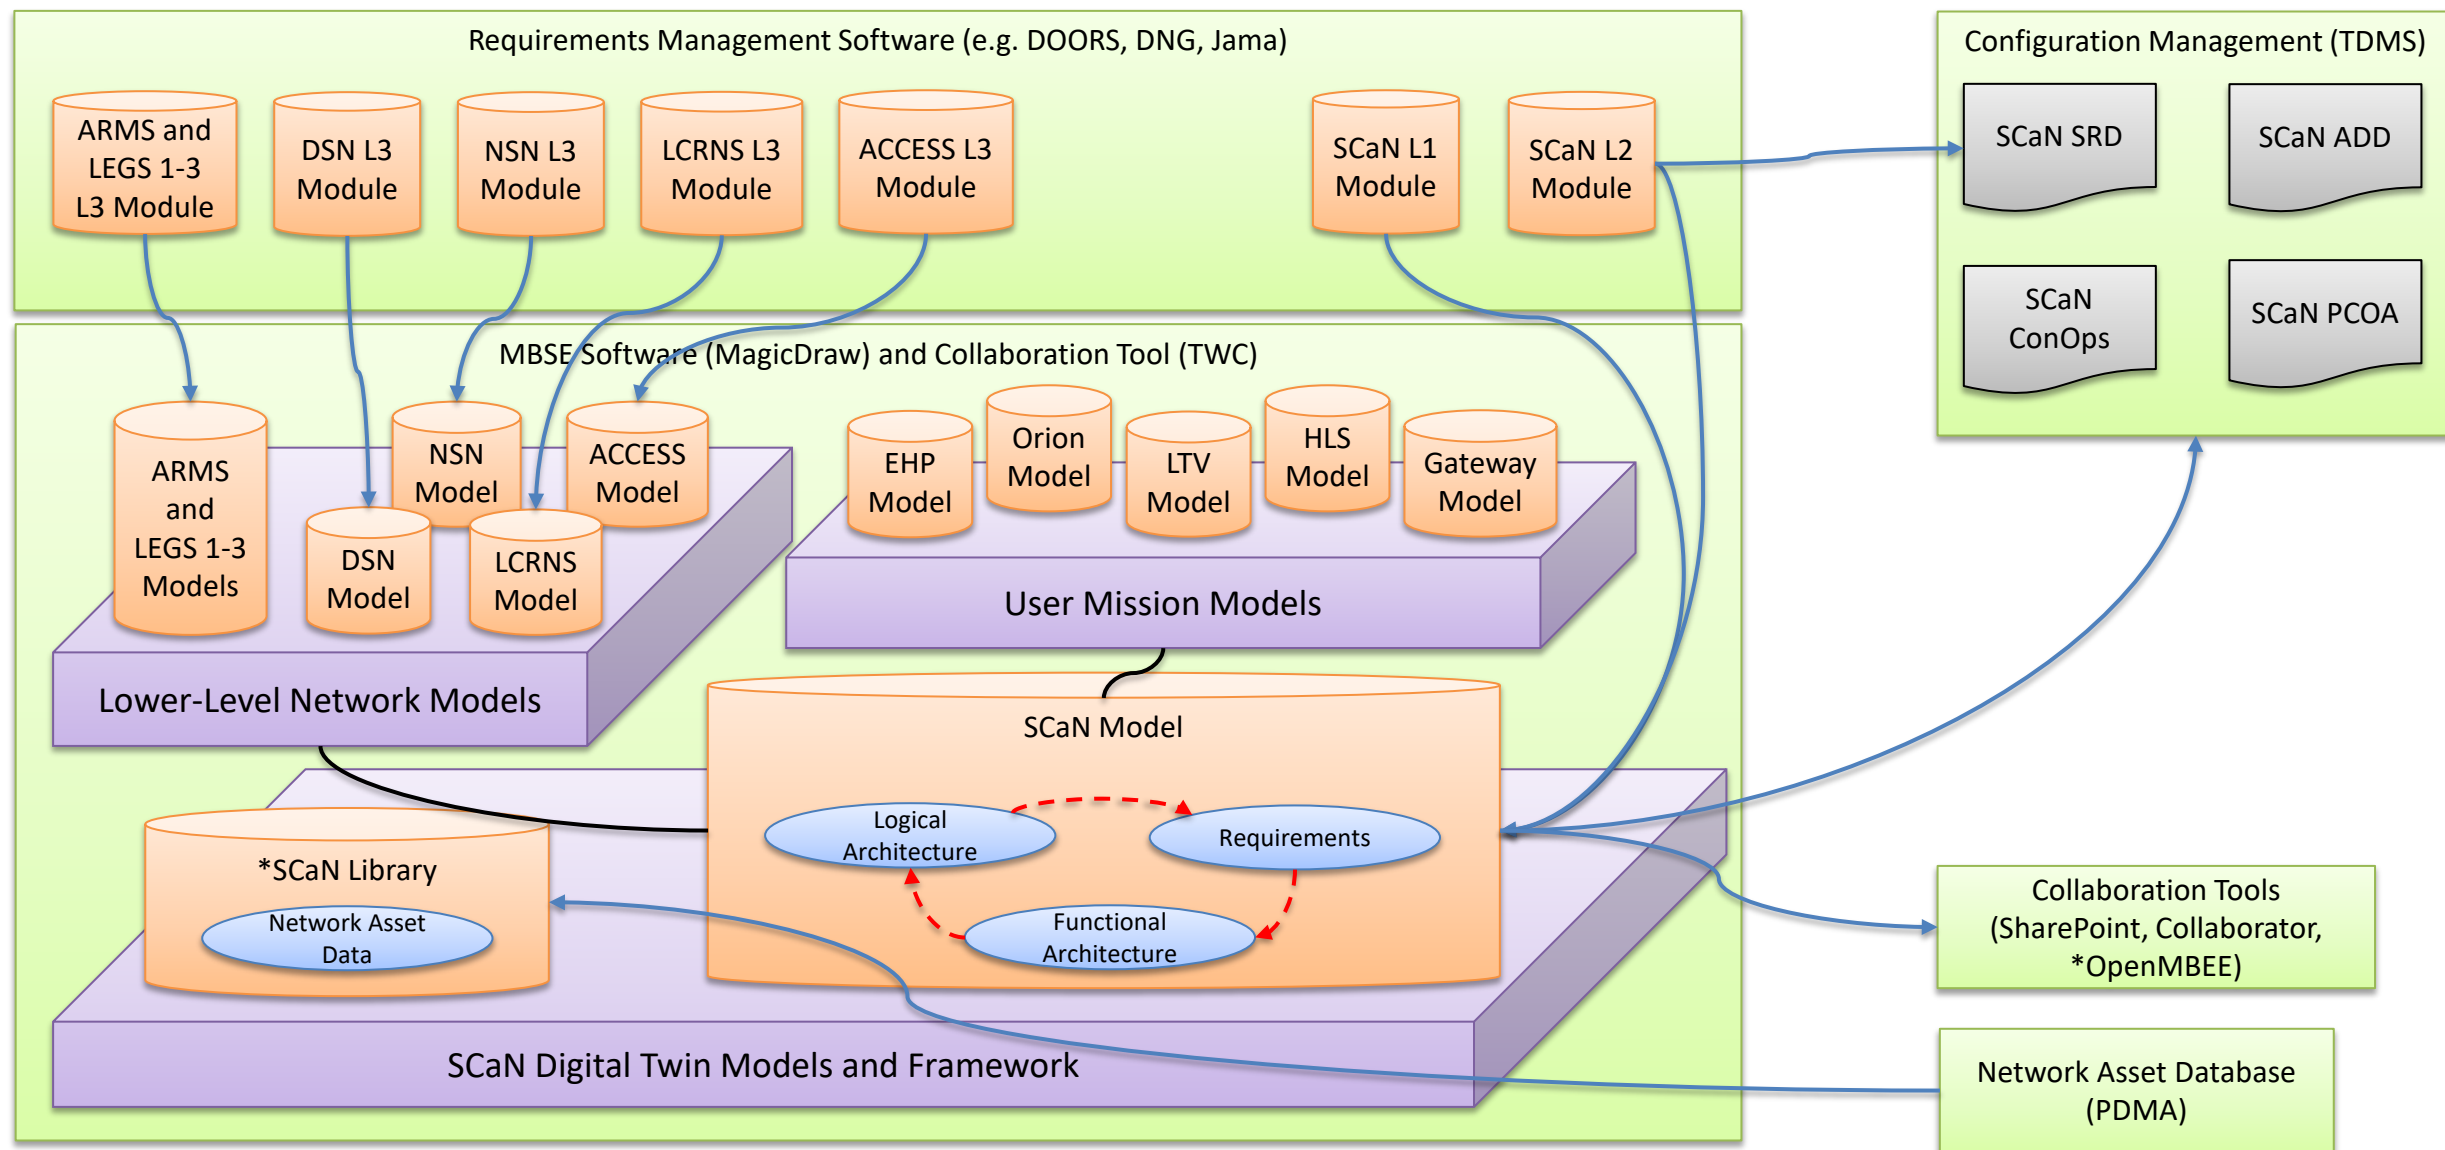 Requirements Management Software (e.g. DOORS, DNG, Jama)
ARMS and
LEGS 1-3
L3 Module
DSN L3
Module
NSN L3
Module
LCRNS L3
Module
ACCESS L3
Module
SCaN L1
Module
SCaN L2
Module
Configuration Management (TDMS)
SCaN SRD
SCaN ADD
SCaN
ConOps
SCaN PCOA
MBSE Software (MagicDraw) and Collaboration Tool (TWC)
ARMS
and
LEGS 1-3
Models
NSN
Model
ACCESS
Model
DSN
Model
LCRNS
Model
Lower-Level Network Models
EHP
Model
Orion
Model
LTV
Model
HLS
Model
Gateway
Model
User Mission Models
SCaN Model
Logical
Architecture
Requirements
Functional
Architecture
*SCaN Library
Network Asset
Data
SCaN Digital Twin Models and Framework
Collaboration Tools
(SharePoint, Collaborator,
*OpenMBEE)
Network Asset Database
(PDMA)